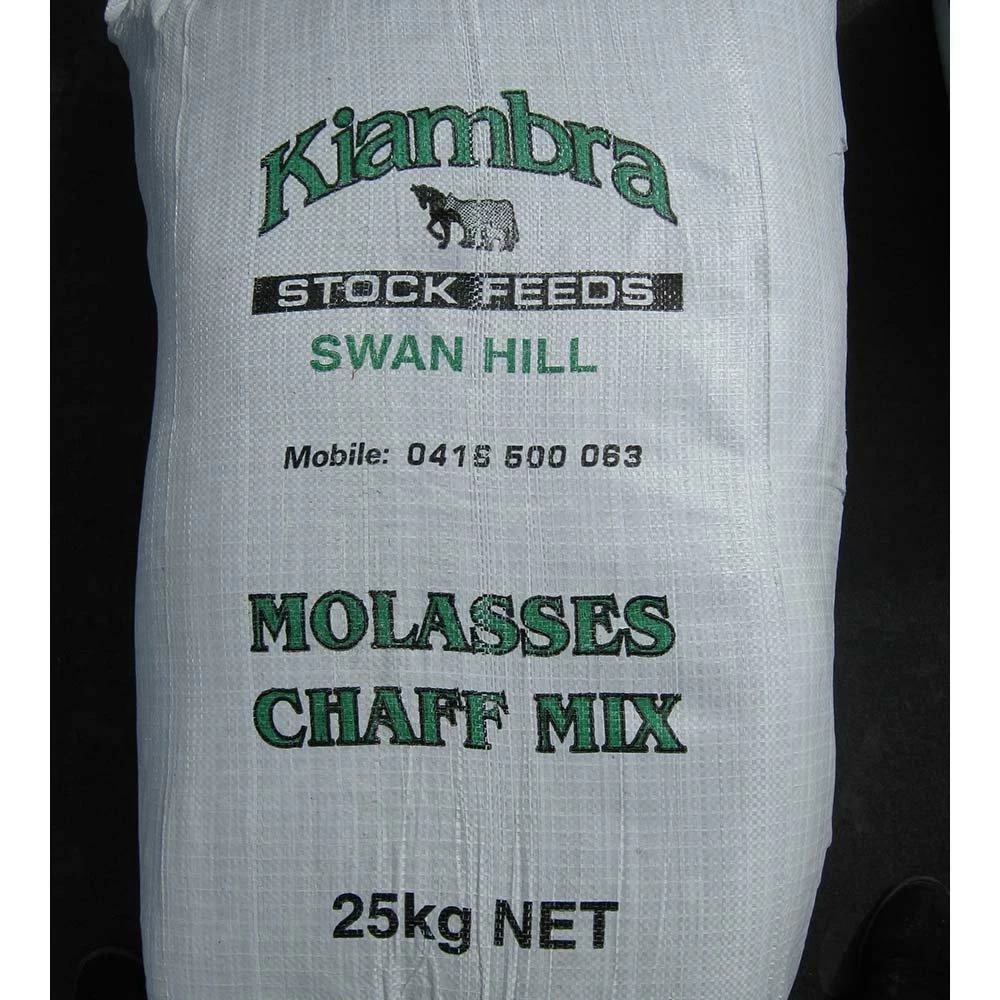 Kiambra
STOCK FEEDS
SWAN HILL
Mobile: 0418 500 063
MOLASSES
CHAFF MIX
25kg NET